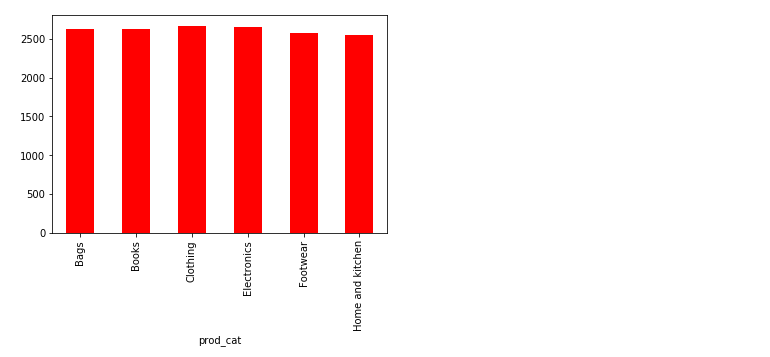 2500
2000
1500
1000
500
0
Bags
Books
Clothing
Electronics
Footwear
Home and kitchen
prod_cat